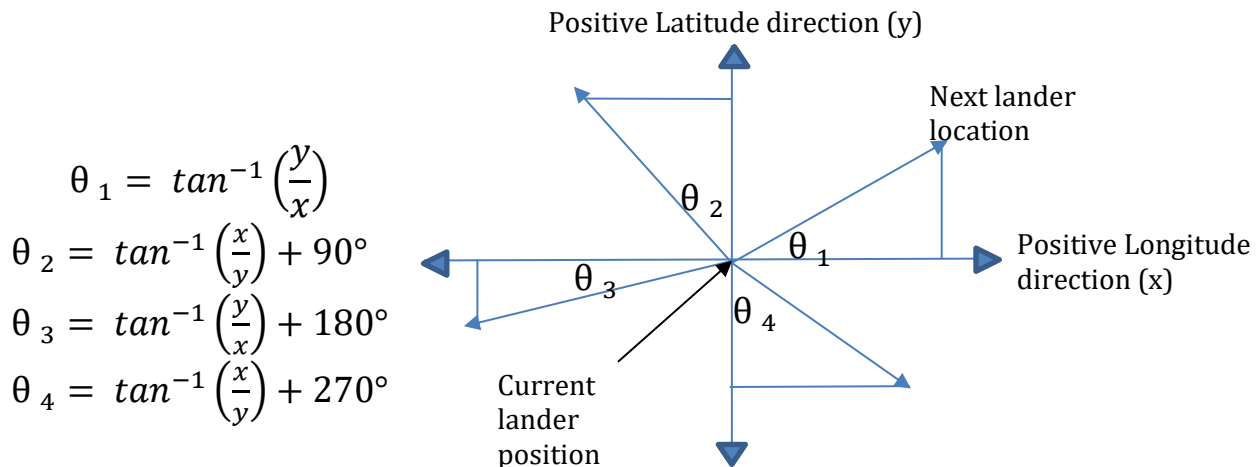 Positive Latitude direction (y)
Next lander
location
θ 1 = tan⁻¹(y/x)
θ 2 = tan⁻¹(x/y) + 90°
θ 3 = tan⁻¹(y/x) + 180°
θ 4 = tan⁻¹(x/y) + 270°
θ 2
θ 1
θ 3
θ 4
Positive Longitude
direction (x)
Current
lander
position